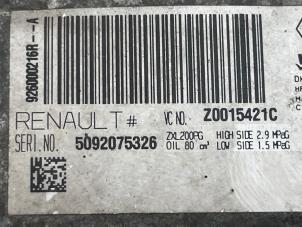 926000216R--A
VC NO. Z0015421C
RENAULT #
ZXL200PG HIGH SIDE 2.9 MPaG
SERI.NO. 5092075326 OIL 80 cm³ LOW SIDE 1.5 MPaG